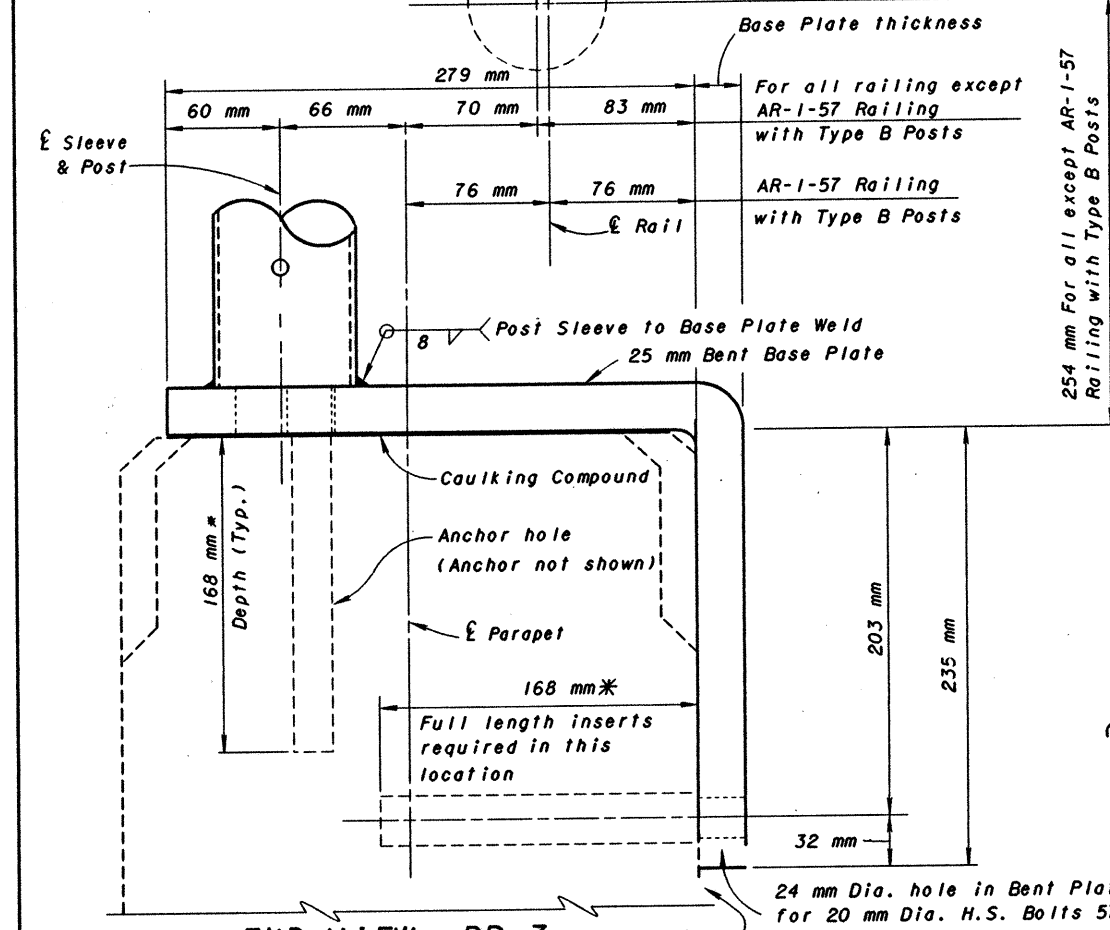 Base Plate thickness
279 mm
For all railing except
60 mm 66 mm 70 mm 83 mm AR-1-57 Railing
with Type B Posts
℄ Sleeve
& Post
76 mm 76 mm AR-1-57 Railing
with Type B Posts
℄ Rail
254 mm For all except AR-1-57
Railing with Type B Posts
8 Post Sleeve to Base Plate Weld
25 mm Bent Base Plate
Caulking Compound
168 mm*
Depth (Typ.)
Anchor hole
(Anchor not shown)
℄ Parapet
203 mm
235 mm
168 mm*
Full length inserts
required in this
location
32 mm
24 mm Dia. hole in Bent
for 20 mm Dia. H.S. Bolts